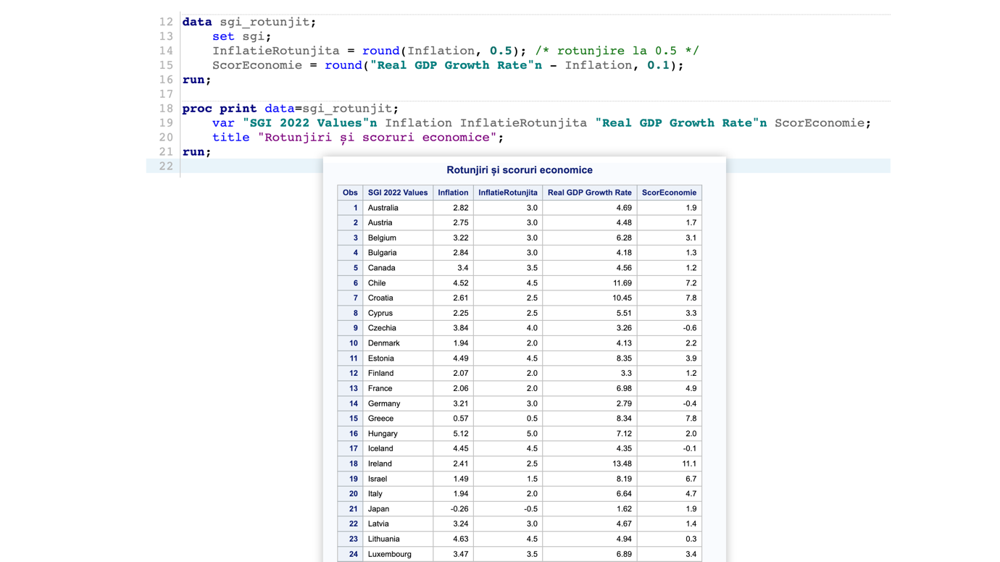 12 data sgi_rotunjit;
13 set sgi;
14 InflatieRotunjita = round(Inflation, 0.5); /* rotunjire la 0.5 */
15 ScorEconomie = round("Real GDP Growth Rate"n - Inflation, 0.1);
16 run;
17
18 proc print data=sgi_rotunjit;
19 var "SGI 2022 Values"n Inflation InflatieRotunjita "Real GDP Growth Rate"n ScorEconomie;
20 title "Rotunjiri și scoruri economice";
21 run;
22
Rotunjiri și scoruri economice
Obs SGI 2022 Values Inflation InflatieRotunjita Real GDP Growth Rate ScorEconomie
1 Australia 2.82 3.0 4.69 1.9
2 Austria 2.75 3.0 4.48 1.7
3 Belgium 3.22 3.0 6.28 3.1
4 Bulgaria 2.84 3.0 4.18 1.3
5 Canada 3.4 3.5 4.56 1.2
6 Chile 4.52 4.5 11.69 7.2
7 Croatia 2.61 2.5 10.45 7.8
8 Cyprus 2.25 2.5 5.51 3.3
9 Czechia 3.84 4.0 3.26 -0.6
10 Denmark 1.94 2.0 4.13 2.2
11 Estonia 4.49 4.5 8.35 3.9
12 Finland 2.07 2.0 3.3 1.2
13 France 2.06 2.0 6.98 4.9
14 Germany 3.21 3.0 2.79 -0.4
15 Greece 0.57 0.5 8.34 7.8
16 Hungary 5.12 5.0 7.12 2.0
17 Iceland 4.45 4.5 4.35 -0.1
18 Ireland 2.41 2.5 13.48 11.1
19 Israel 1.49 1.5 8.19 6.7
20 Italy 1.94 2.0 6.64 4.7
21 Japan -0.26 -0.5 1.62 1.9
22 Latvia 3.24 3.0 4.67 1.4
23 Lithuania 4.63 4.5 4.94 0.3
24 Luxembourg 3.47 3.5 6.89 3.4